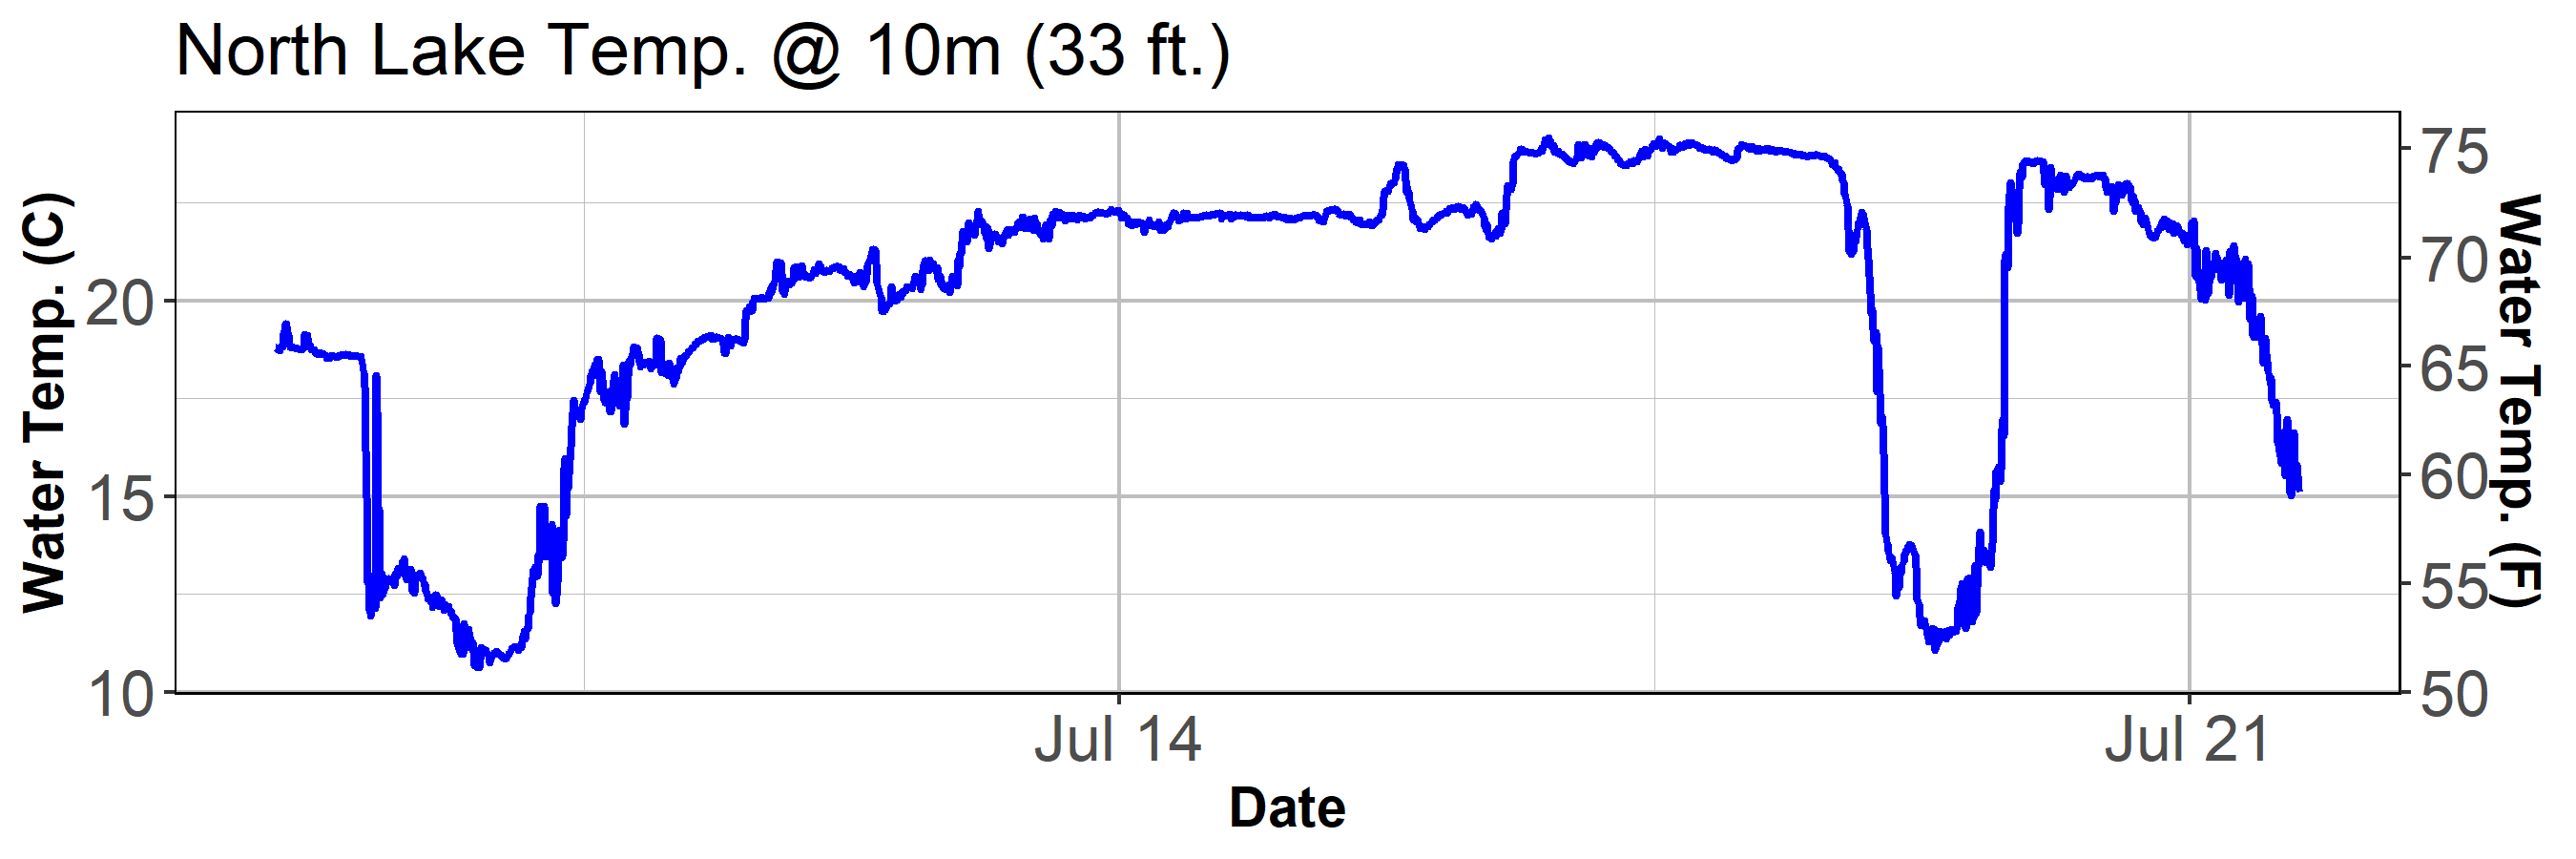 North Lake Temp. @ 10m (33 ft.)
Water Temp. (C)
20
15
10
75
70
65
60
55
50
Water Temp. (F)
Jul 14
Jul 21
Date